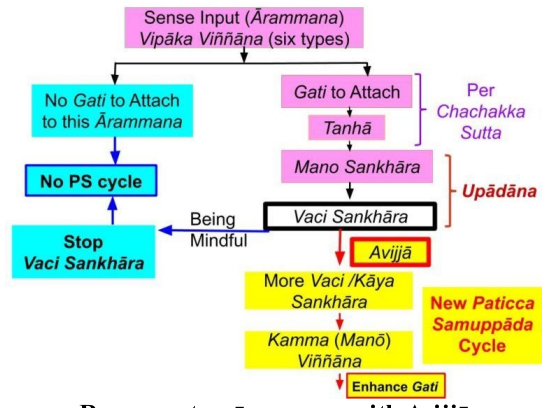 Sense Input (Ārammana)
Vipāka Viññāna (six types)
No Gati to Attach
to this Ārammana
Gati to Attach
Per
Chachakka
Sutta
Tanhā
No PS cycle
Mano Sankhāra
Upādāna
Vaci Sankhāra
Being
Mindful
Stop
Vaci Sankhāra
Avijjā
More Vaci /Kāya
Sankhāra
New Paticca
Samuppāda
Cycle
Kamma (Manō)
Viññāna
Enhance Gati